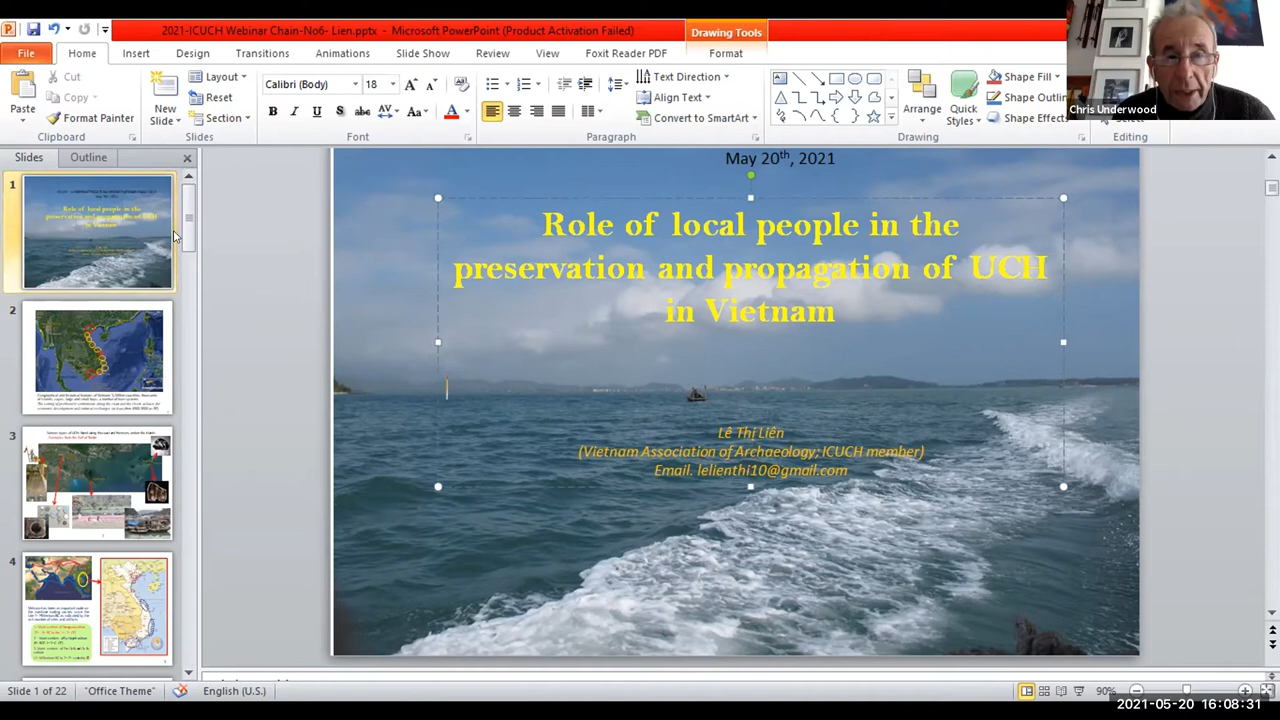 2021-ICUCH Webinar Chain-No6- Lien.pptx - Microsoft PowerPoint (Product Activation Failed)
Drawing Tools
File Home Insert Design Transitions Animations Slide Show Review View Foxit Reader PDF Format
Paste
Cut
Copy
Format Painter
Clipboard
New Slide
Layout
Reset
Section
Slides
Calibri (Body) 18
Font
Paragraph
Text Direction
Align Text
Convert to SmartArt
Arrange
Quick Styles
Shape Fill
Shape Outlin
Shape Effects
Drawing
Editing
Chris Underwood
Slides Outline
1
2
3
4
May 20th, 2021
Role of local people in the
preservation and propagation of UCH
in Vietnam
Lê Thị Liên
(Vietnam Association of Archaeology; ICUCH member)
Email. lelienthi10@gmail.com
Slide 1 of 22 "Office Theme" English (U.S.) 90%
2021-05-20 16:08:31